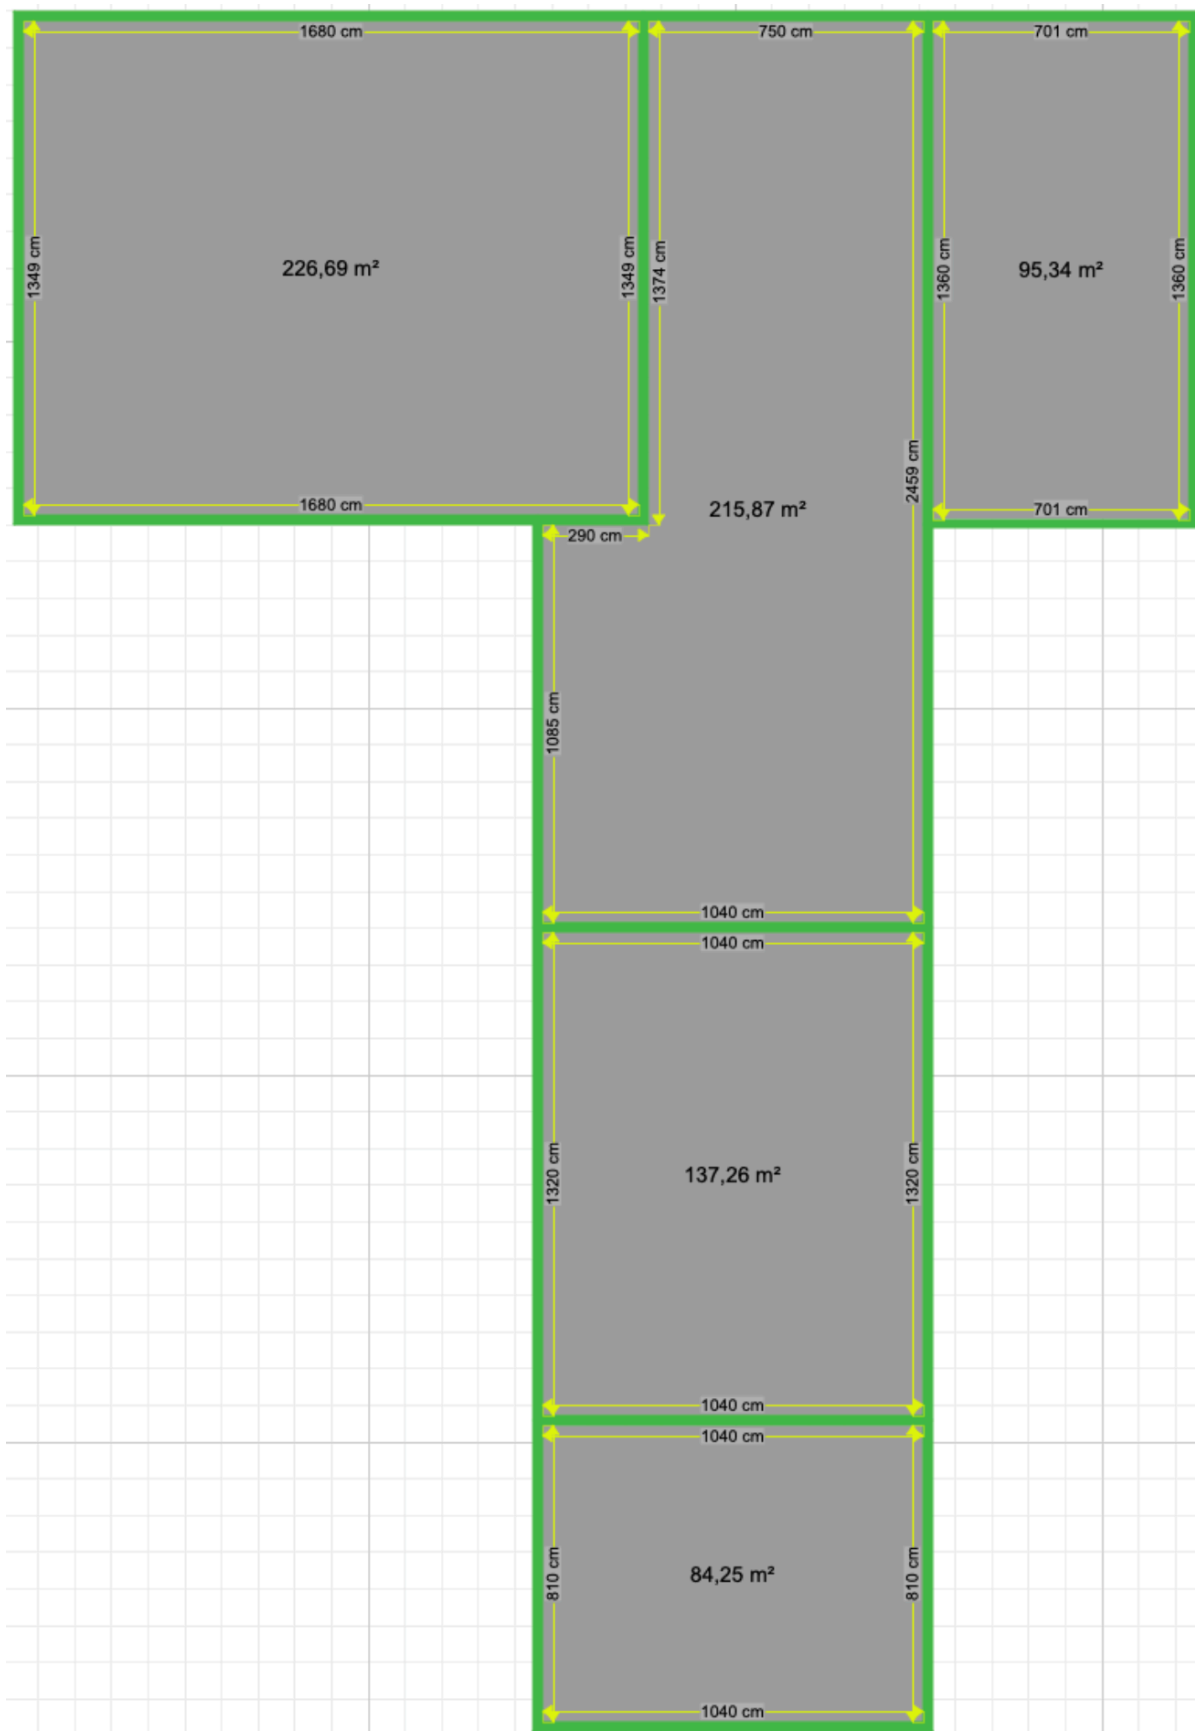 1680 cm
750 cm
701 cm
1349 cm
226,69 m²
1349 cm
1374 cm
1360 cm
95,34 m²
1360 cm
2459 cm
1680 cm
215,87 m²
701 cm
290 cm
1085 cm
1040 cm
1040 cm
1320 cm
137,26 m²
1320 cm
1040 cm
1040 cm
810 cm
84,25 m²
810 cm
1040 cm